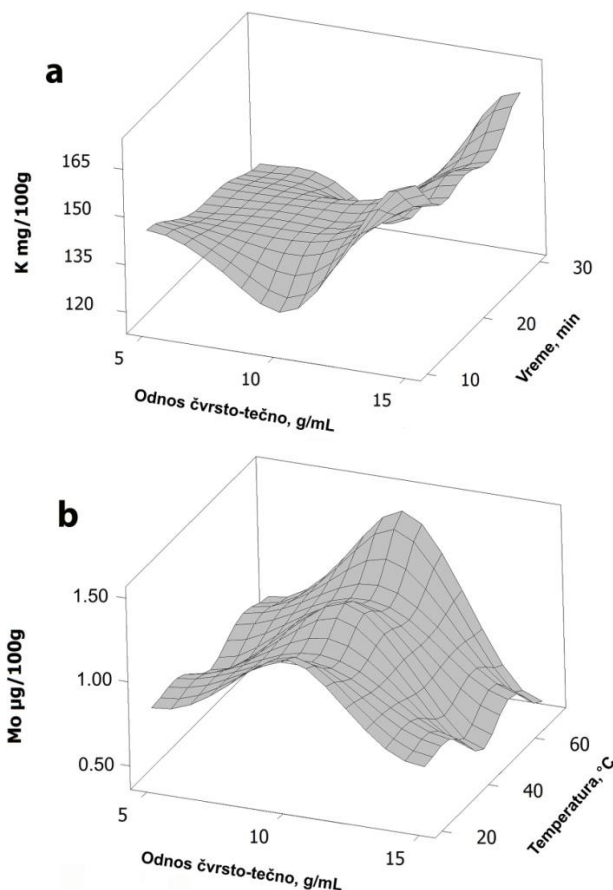 a
K mg/100g
165
150
135
120
5
10
15
Odnos čvrsto-tečno, g/mL
10
20
30
Vreme, min
b
Mo µg/100g
1.50
1.00
0.50
5
10
15
Odnos čvrsto-tečno, g/mL
20
40
60
Temperatura, °C